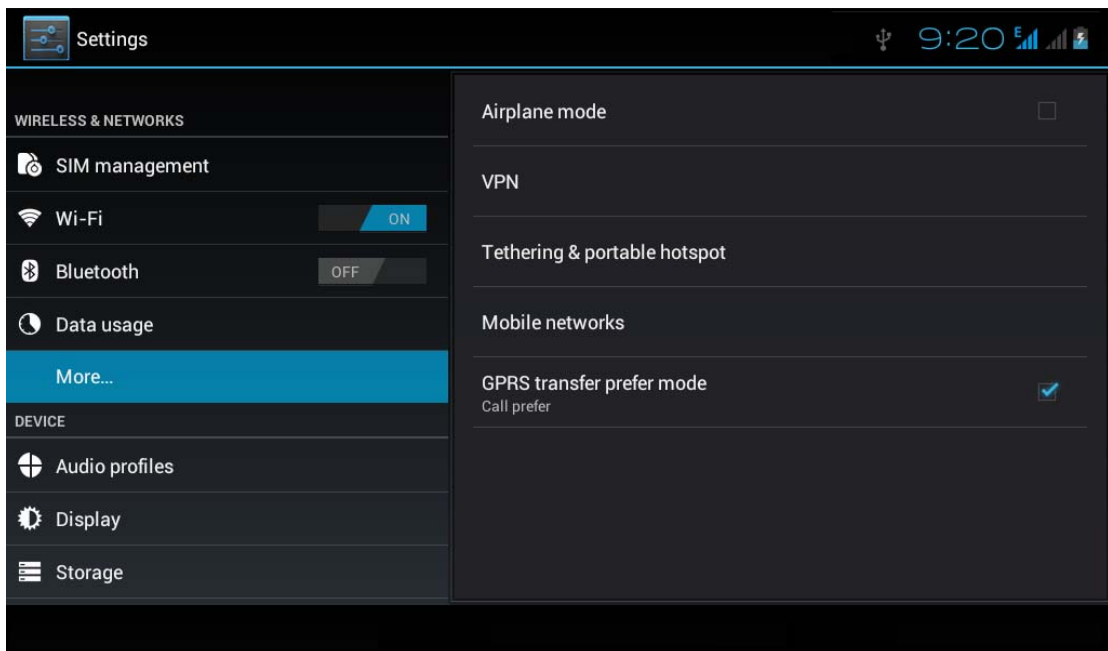 Settings
9:20
E
WIRELESS & NETWORKS
SIM management
Wi-Fi
ON
Bluetooth
OFF
Data usage
More...
DEVICE
Audio profiles
Display
Storage
Airplane mode
VPN
Tethering & portable hotspot
Mobile networks
GPRS transfer prefer mode
Call prefer